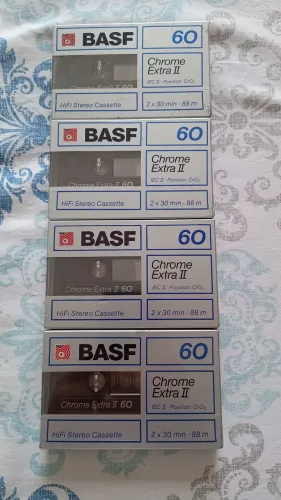 BASF 60
Chrome
Extra II
IEC II · Position: CrO₂
HiFi Stereo Cassette 2 x 30 min · 88 m
BASF 60
Chrome
Extra II
IEC II · Position: CrO₂
Chrome Extra II 60
HiFi Stereo Cassette 2 x 30 min · 88 m
BASF 60
Chrome
Extra II
IEC II · Position: CrO₂
Chrome Extra II 60
HiFi Stereo Cassette 2 x 30 min · 88 m
BASF 60
Chrome
Extra II
IEC II · Position: CrO₂
Chrome Extra II 60
HiFi Stereo Cassette 2 x 30 min · 88 m